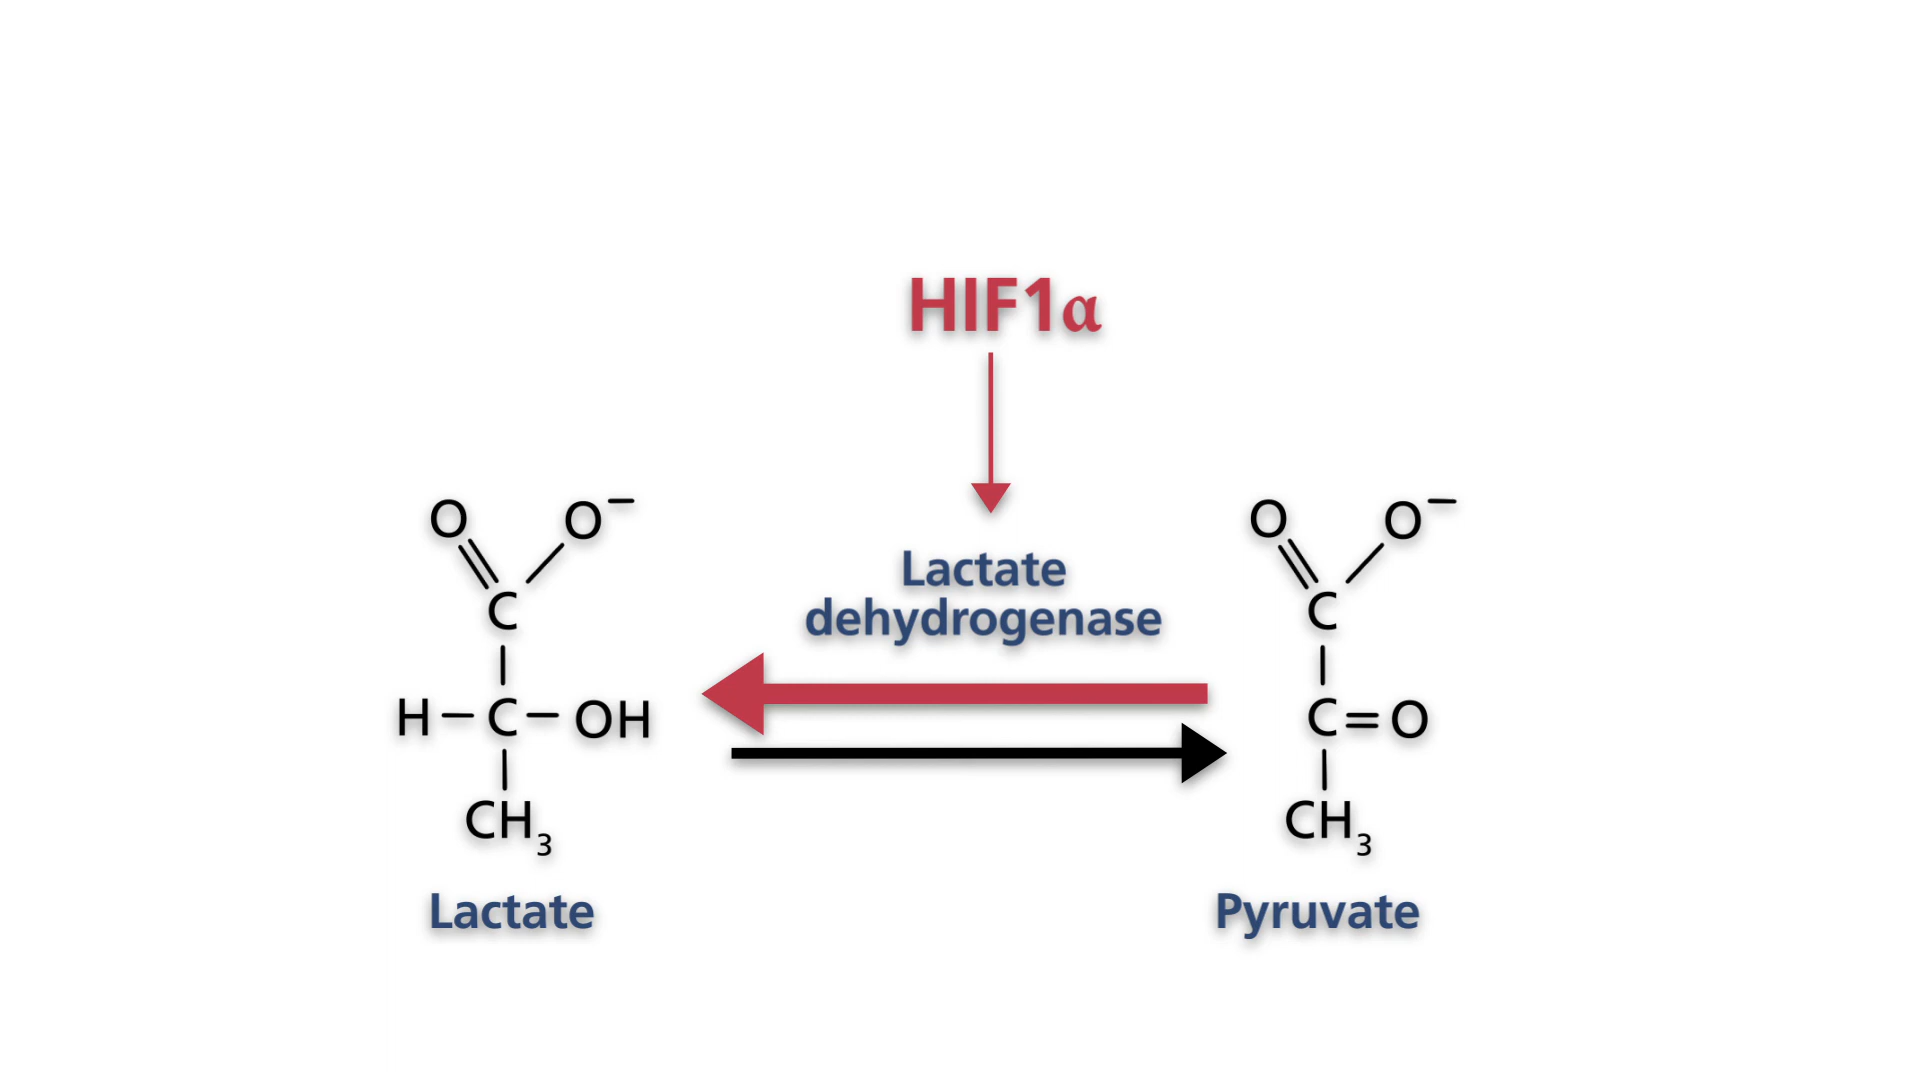 HIF1α
Lactate
dehydrogenase
O O⁻
C
H C OH
CH₃
Lactate
O O⁻
C
C=O
CH₃
Pyruvate